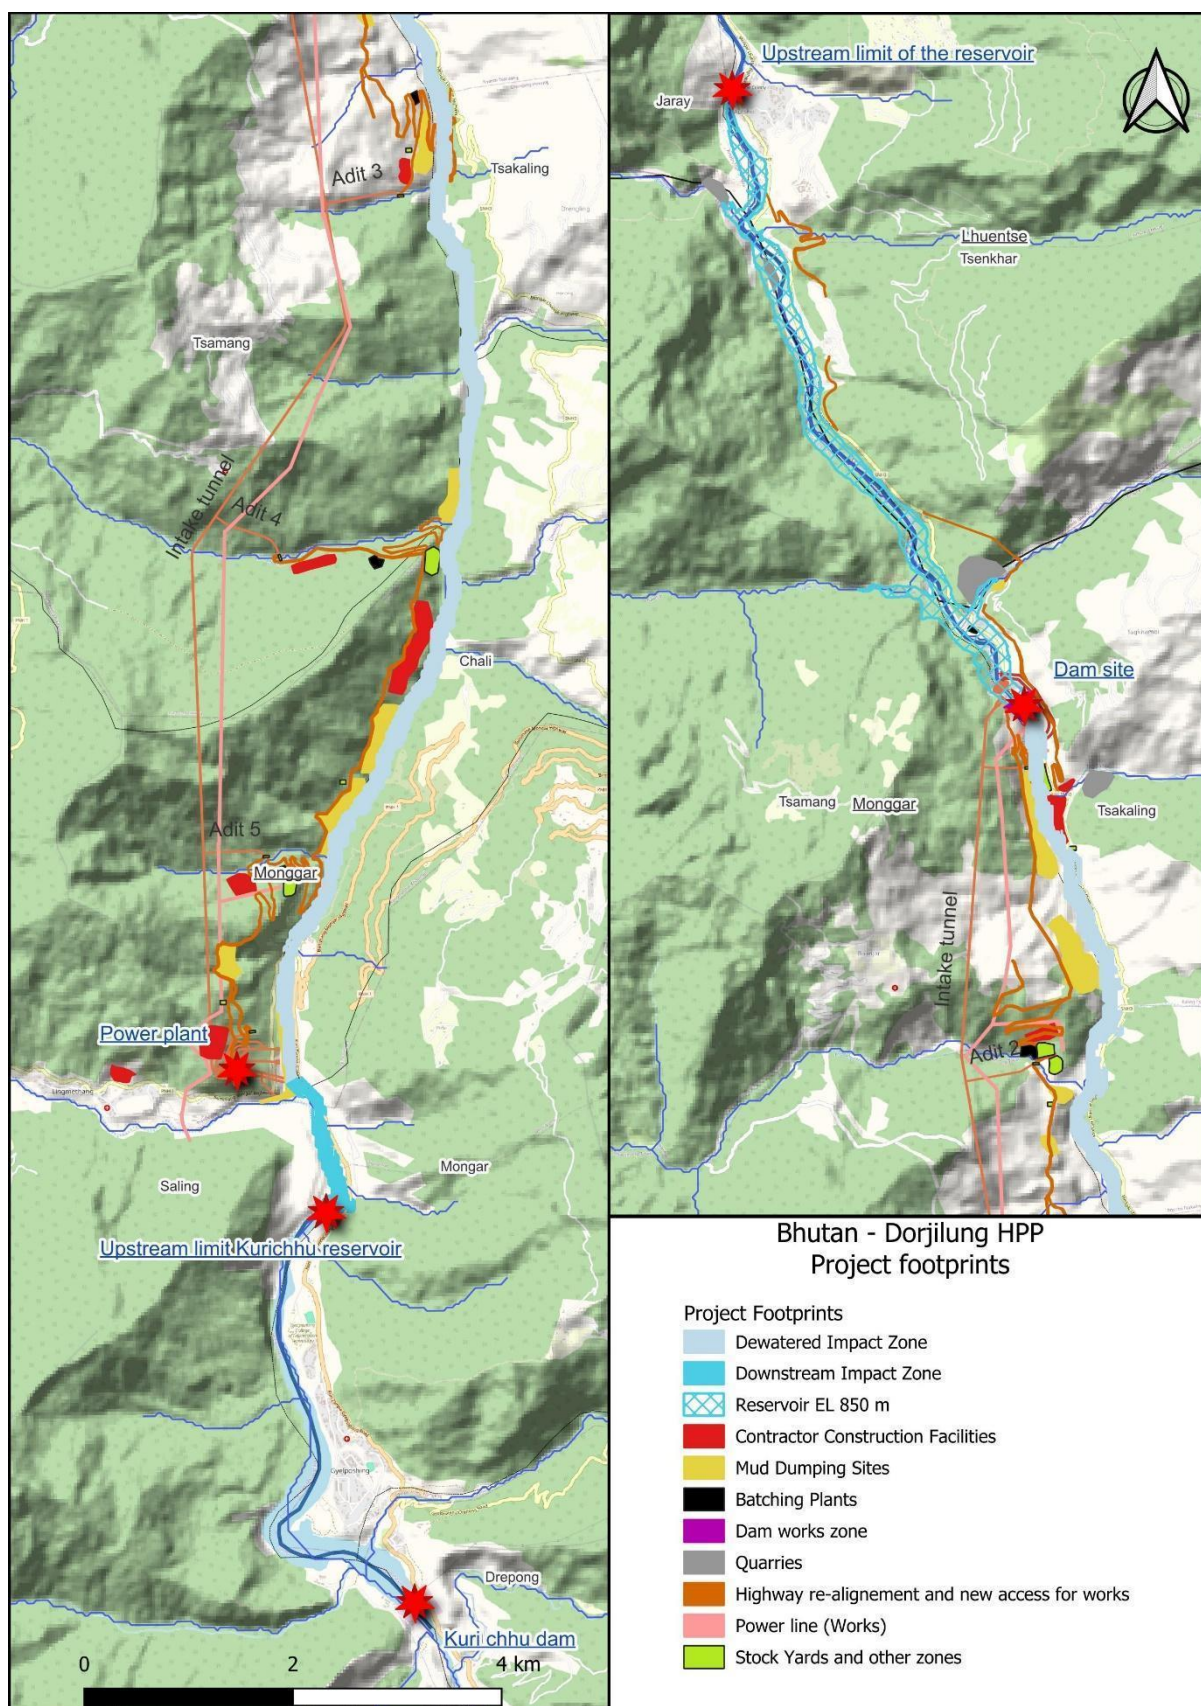 Adit 3
Tsakaling
Tsamang
Intake tunnel
Adit 4
Chali
Adit 5
Monggar
Power plant
Lingmethang
Mongar
Saling
Upstream limit Kurichhu reservoir
Gyelposhing
Drepong
Kuri chhu dam
0 2 4 km
Upstream limit of the reservoir
Jaray
Lhuentse
Tsenkhar
Dam site
Tsamang Monggar
Tsakaling
Intake tunnel
Adit 2
Bhutan - Dorjilung HPP
Project footprints
Project Footprints
Dewatered Impact Zone
Downstream Impact Zone
Reservoir EL 850 m
Contractor Construction Facilities
Mud Dumping Sites
Batching Plants
Dam works zone
Quarries
Highway re-alignement and new access for works
Power line (Works)
Stock Yards and other zones